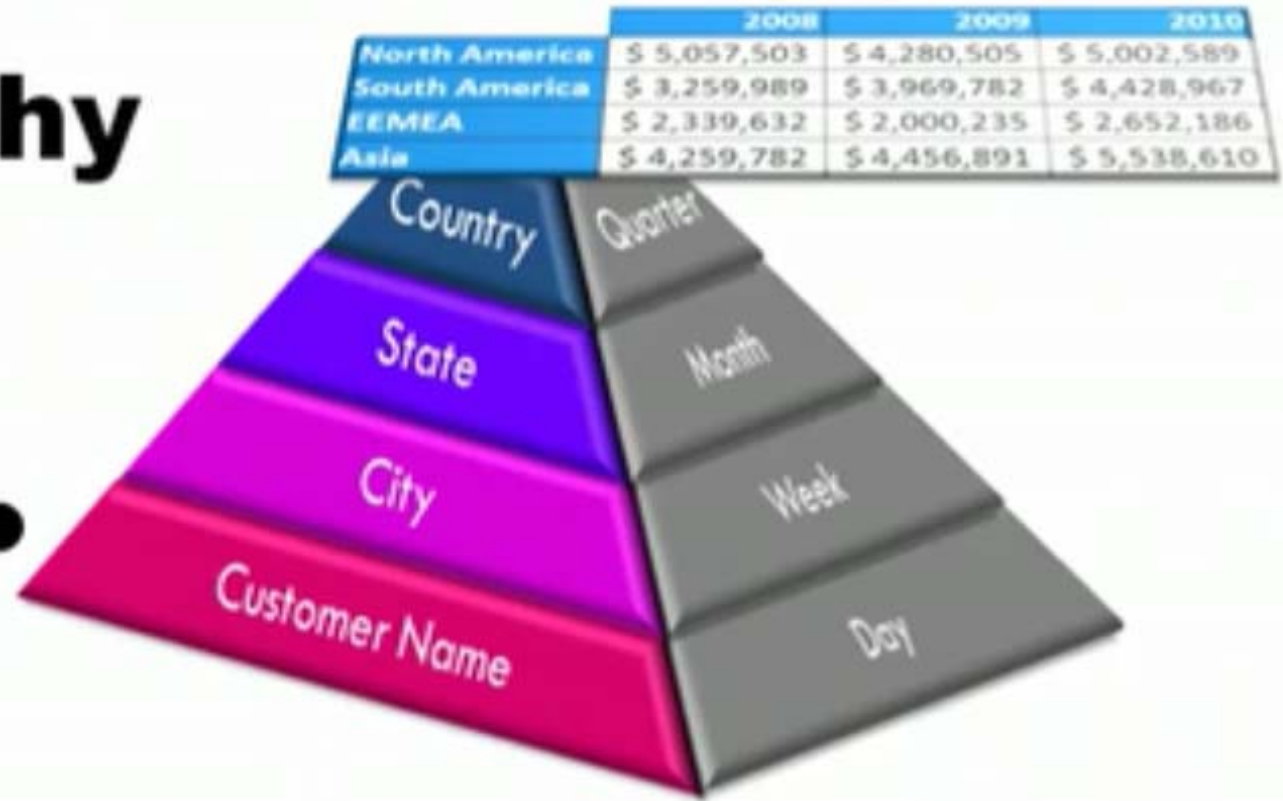 hy
2008 2009 2010
North America $ 5,057,503 $ 4,280,505 $ 5,002,589
South America $ 3,259,989 $ 3,969,782 $ 4,428,967
EEMEA $ 2,339,632 $ 2,000,235 $ 2,652,186
Asia $ 4,259,782 $ 4,456,891 $ 5,538,610
Country Quarter
State Month
City Week
Customer Name Day